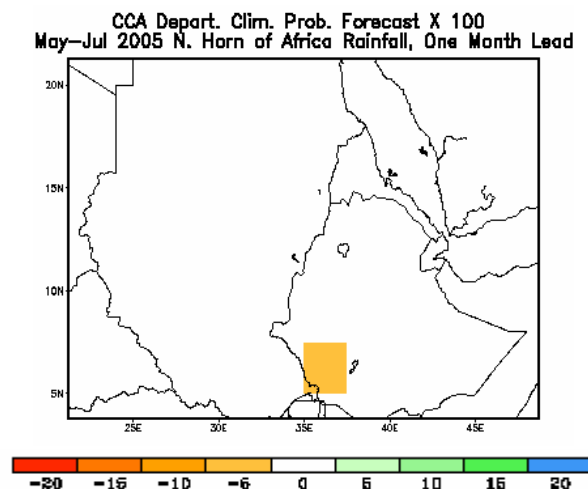 CCA Depart. Clim. Prob. Forecast X 100
May-Jul 2005 N. Horn of Africa Rainfall, One Month Lead
20N
15N
10N
5N
25E 30E 35E 40E 45E
-20 -15 -10 -6 0 5 10 15 20